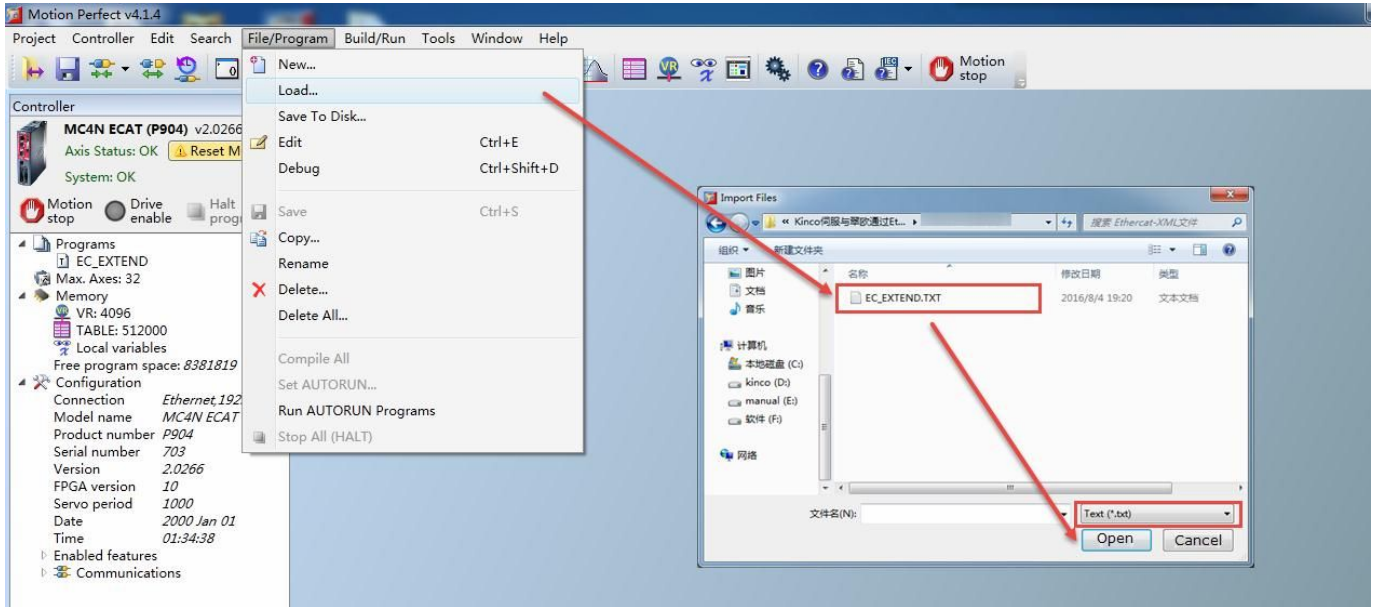 Motion Perfect v4.1.4
Project Controller Edit Search File/Program Build/Run Tools Window Help
Motion stop
New...
Load...
Save To Disk...
Edit Ctrl+E
Debug Ctrl+Shift+D
Save Ctrl+S
Copy...
Rename
Delete...
Delete All...
Compile All
Set AUTORUN...
Run AUTORUN Programs
Stop All (HALT)
Controller
MC4N ECAT (P904) v2.0266
Axis Status: OK Reset M
System: OK
Motion stop Drive enable Halt progr
Programs
EC_EXTEND
Max. Axes: 32
Memory
VR: 4096
TABLE: 512000
Local variables
Free program space: 8381819
Configuration
Connection Ethernet,192
Model name MC4N ECAT
Product number P904
Serial number 703
Version 2.0266
FPGA version 10
Servo period 1000
Date 2000 Jan 01
Time 01:34:38
Enabled features
Communications
Import Files
« Kinco伺服与翠欧通过Et...
搜索 Ethercat-XML文件
组织 新建文件夹
图片
文档
音乐
计算机
本地磁盘 (C:)
kinco (D:)
manual (E:)
软件 (F:)
网络
名称 修改日期 类型
EC_EXTEND.TXT 2016/8/4 19:20 文本文档
文件名(N): Text (*.txt)
Open Cancel